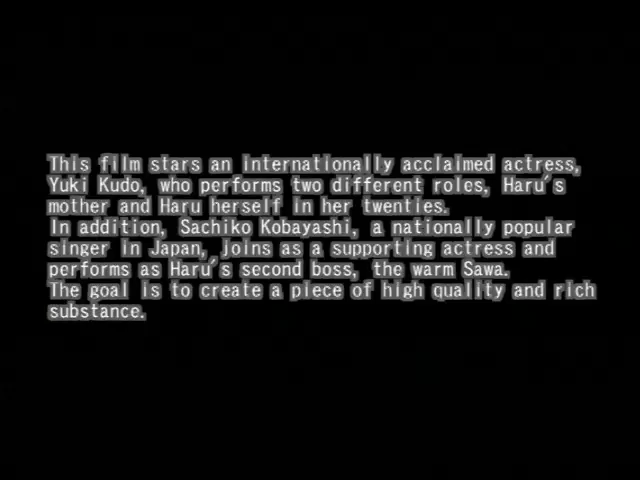 This film stars an internationally acclaimed actress,
Yuki Kudo, who performs two different roles, Haru's
mother and Haru herself in her twenties.
In addition, Sachiko Kobayashi, a nationally popular
singer in Japan, joins as a supporting actress and
performs as Haru's second boss, the warm Sawa.
The goal is to create a piece of high quality and rich
substance.